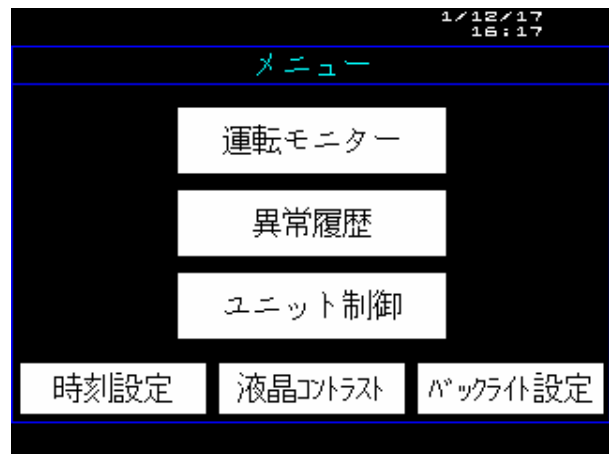 1/12/17
16:17
メニュー
運転モニター
異常履歴
ユニット制御
時刻設定
液晶ｺﾝﾄﾗｽﾄ
ﾊﾞｯｸﾗｲﾄ設定